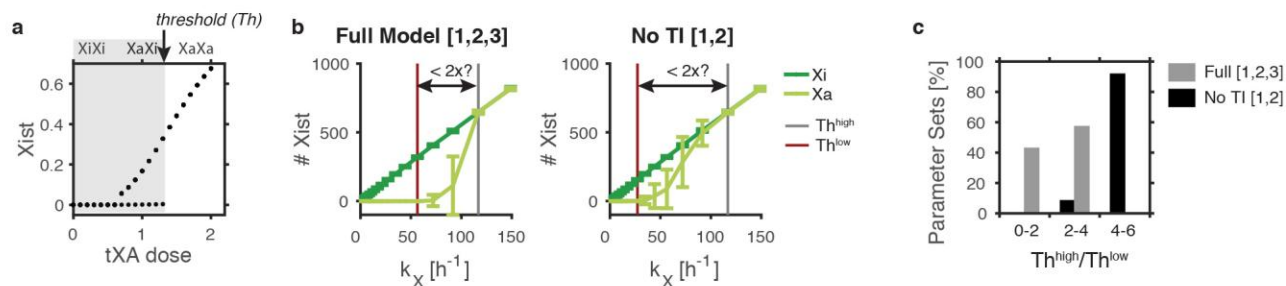 a
threshold (Th)
XiXi XaXi XaXa
Xist
0.6
0.4
0.2
0
0 1 2
tXA dose
b
Full Model [1,2,3]
# Xist
1000
500
0
< 2x?
0 50 100 150
kX [h-1]
No TI [1,2]
# Xist
1000
500
0
< 2x?
0 50 100 150
kX [h-1]
Xi
Xa
Thhigh
Thlow
c
Parameter Sets [%]
100
80
60
40
20
0
0-2 2-4 4-6
Thhigh/Thlow
Full [1,2,3]
No TI [1,2]